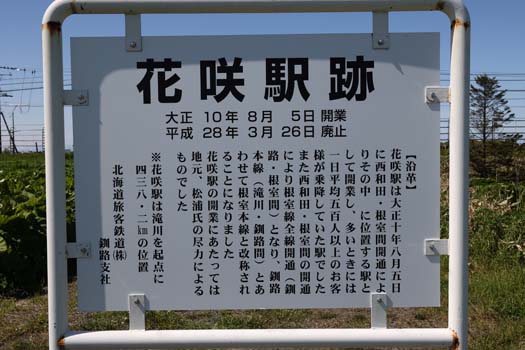 花咲駅跡
大正 10年 8月 5日 開業
平成 28年 3月 26日 廃止
【沿革】
花咲駅は大正十年八月五日
に西和田・根室間開通によ
りその中に位置する駅と
して開業し、多いときには
一日平均五百人以上のお客
様が乗降していた駅でした
また西和田・根室間の開通
により根室線全線開通（釧
路・根室間）となり、釧路
本線（滝川・釧路間）とあ
わせて根室本線と改称され
ることになりました
花咲駅の開業にあたっては
地元、松浦氏の尽力による
ものでした
※花咲駅は滝川を起点に
四三八．二㎞の位置
北海道旅客鉄道㈱
釧路支社